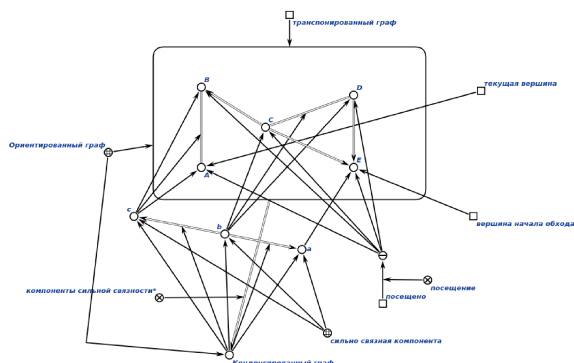 транспонированный граф
B
D
текущая вершина
C
Ориентированный граф
E
A
c
b
вершина начала обхода
a
посещение
компоненты сильной связности*
посещено
сильно связная компонента
Конденсированный граф